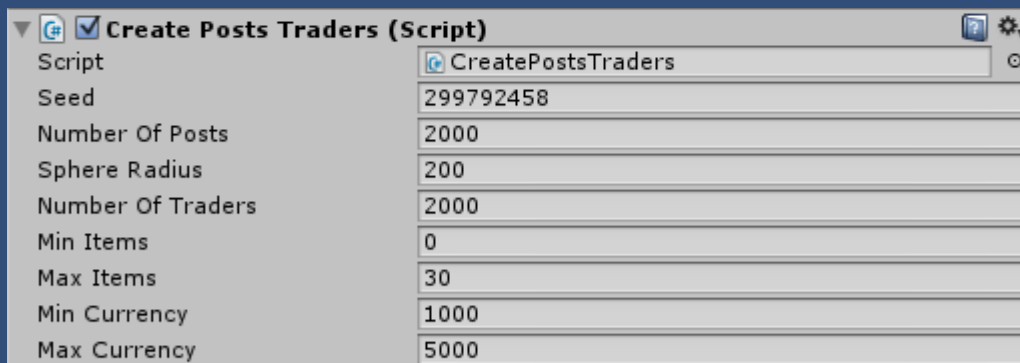 Create Posts Traders (Script)
Script CreatePostsTraders
Seed 299792458
Number Of Posts 2000
Sphere Radius 200
Number Of Traders 2000
Min Items 0
Max Items 30
Min Currency 1000
Max Currency 5000